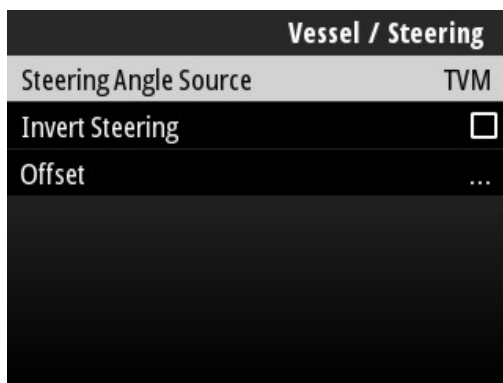 Vessel / Steering
Steering Angle Source TVM
Invert Steering
Offset ...